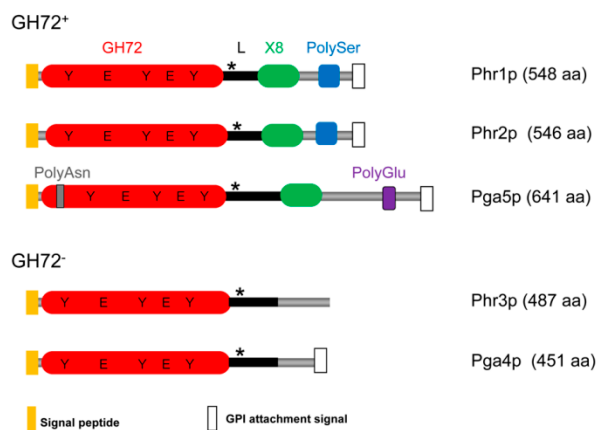 GH72+
GH72 L X8 PolySer
*
Y E Y E Y
Phr1p (548 aa)
*
Y E Y E Y
Phr2p (546 aa)
PolyAsn * PolyGlu
Y E Y E Y
Pga5p (641 aa)
GH72-
*
Y E Y E Y
Phr3p (487 aa)
*
Y E Y E Y
Pga4p (451 aa)
Signal peptide
GPI attachment signal